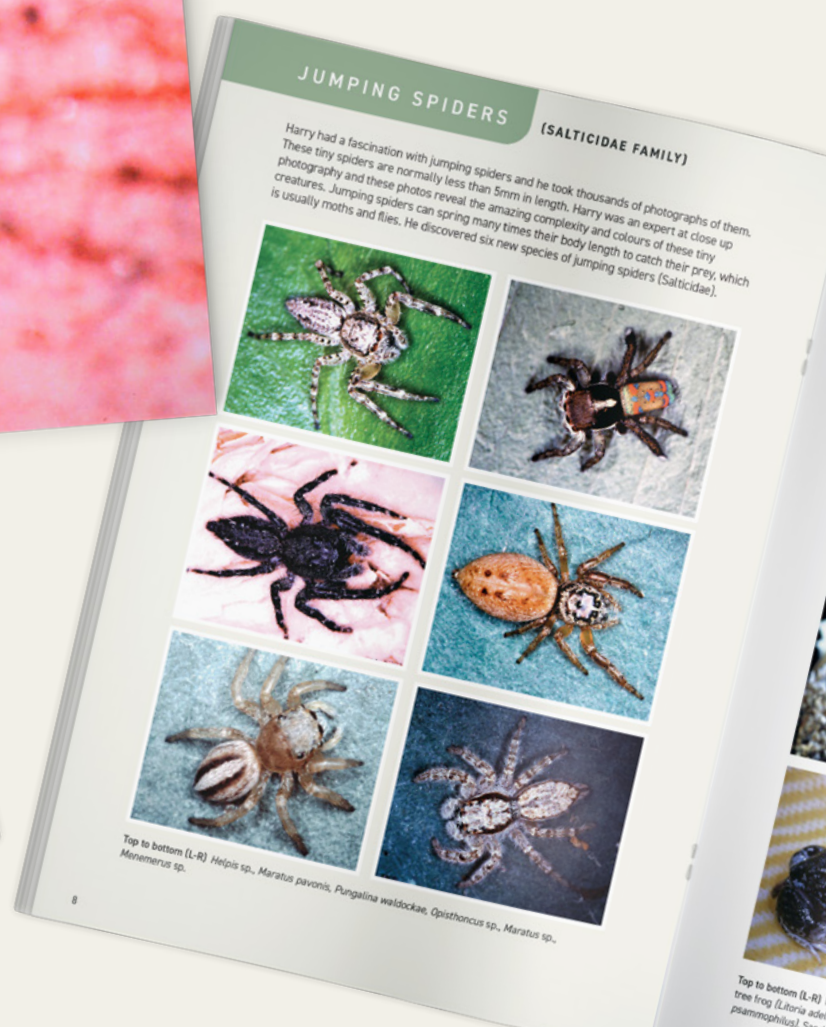 JUMPING SPIDERS
(SALTICIDAE FAMILY)
Harry had a fascination with jumping spiders and he took thousands of photographs of them.
These tiny spiders are normally less than 5mm in length. Harry was an expert at close up
photography and these photos reveal the amazing complexity and colours of these tiny
creatures. Jumping spiders can spring many times their body length to catch their prey, which
is usually moths and flies. He discovered six new species of jumping spiders (Salticidae).
Top to bottom (L-R) Helpis sp., Maratus pavonis, Pungalina waldockae, Opisthoncus sp., Maratus sp.,
Menemerus sp.
8
Top to bottom (L-R)
tree frog (Litoria
psammophilus)